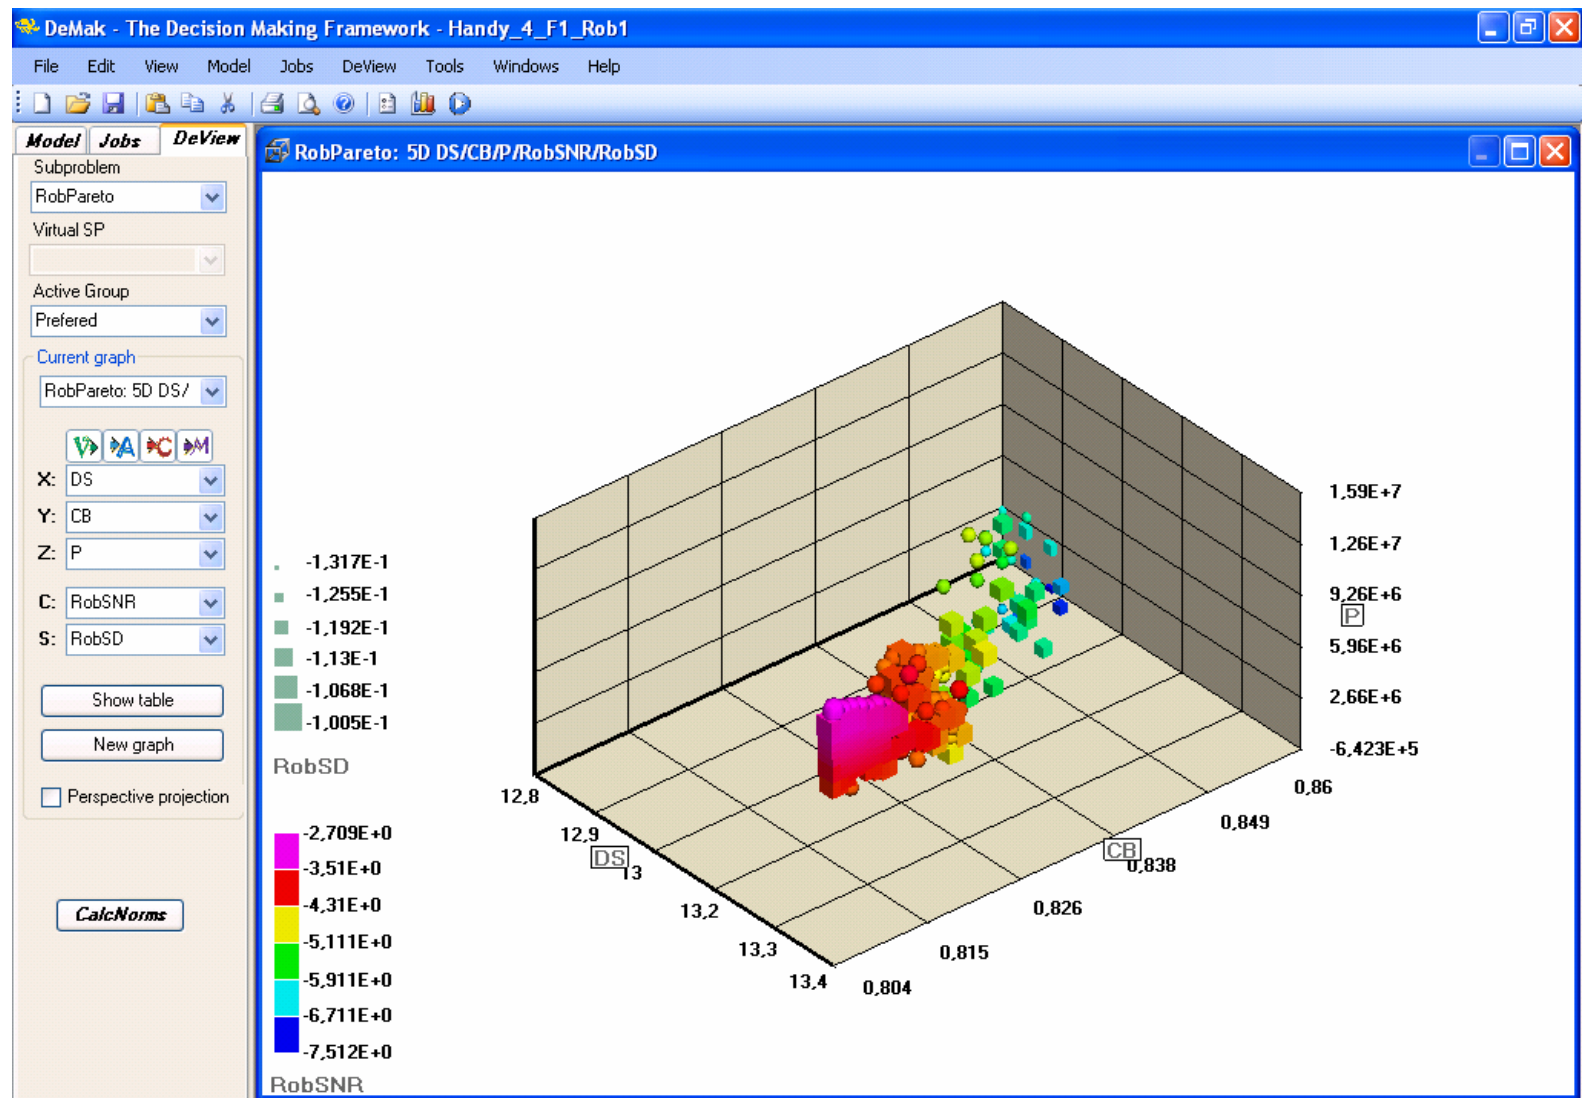 DeMak - The Decision Making Framework - Handy_4_F1_Rob1
File Edit View Model Jobs DeView Tools Windows Help
Model Jobs DeView
Subproblem
RobPareto
Virtual SP
Active Group
Prefered
Current graph
RobPareto: 5D DS/
V A C M
X: DS
Y: CB
Z: P
C: RobSNR
S: RobSD
Show table
New graph
Perspective projection
CalcNorms
RobPareto: 5D DS/CB/P/RobSNR/RobSD
-1,317E-1
-1,255E-1
-1,192E-1
-1,13E-1
-1,068E-1
-1,005E-1
RobSD
-2,709E+0
-3,51E+0
-4,31E+0
-5,111E+0
-5,911E+0
-6,711E+0
-7,512E+0
RobSNR
1,59E+7
1,26E+7
9,26E+6
P
5,96E+6
2,66E+6
-6,423E+5
12,8
12,9
DS
13
13,2
13,3
13,4
0,86
0,849
CB
0,838
0,826
0,815
0,804